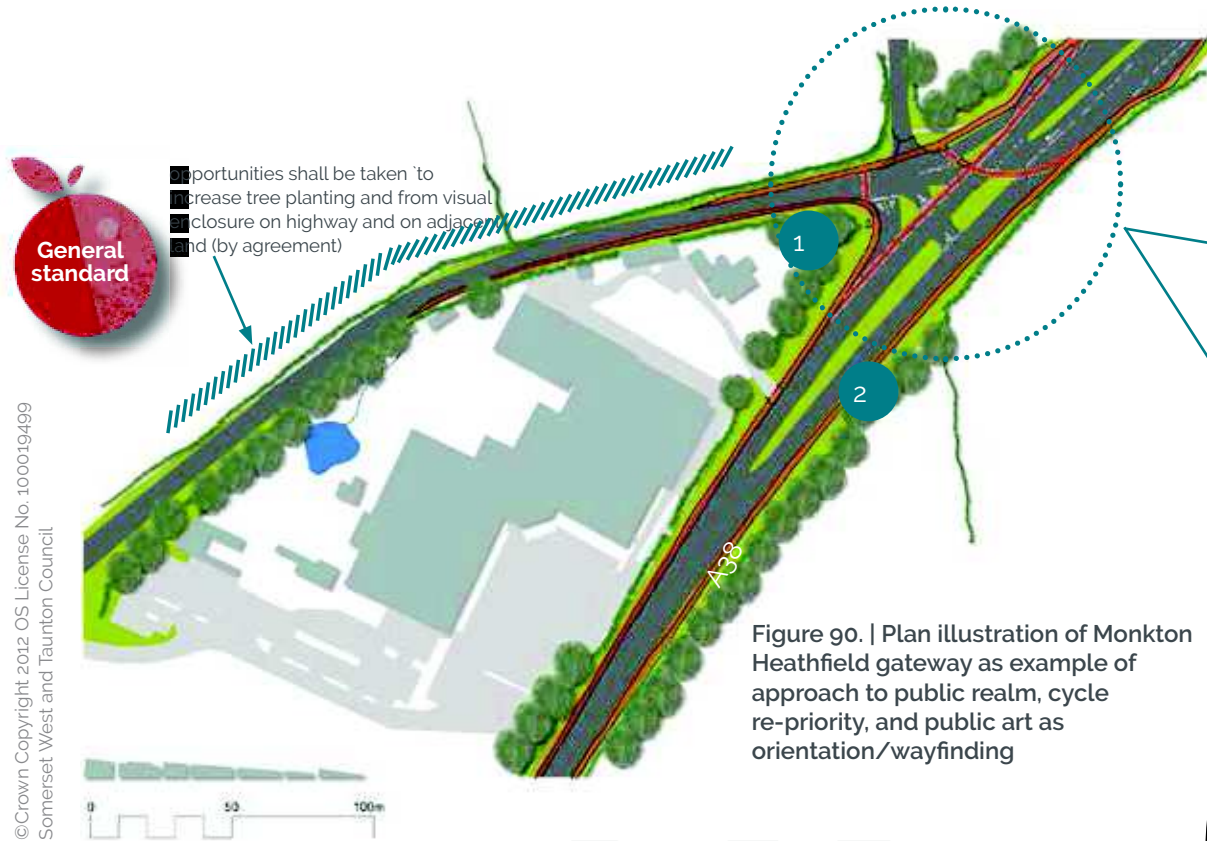 General
standard
opportunities shall be taken `to
increase tree planting and from visual
enclosure on highway and on adjacent
land (by agreement)
1
2
A38
©Crown Copyright 2012 OS License No. 100019499
Somerset West and Taunton Council
Figure 90. | Plan illustration of Monkton
Heathfield gateway as example of
approach to public realm, cycle
re-priority, and public art as
orientation/wayfinding
0 50 100m